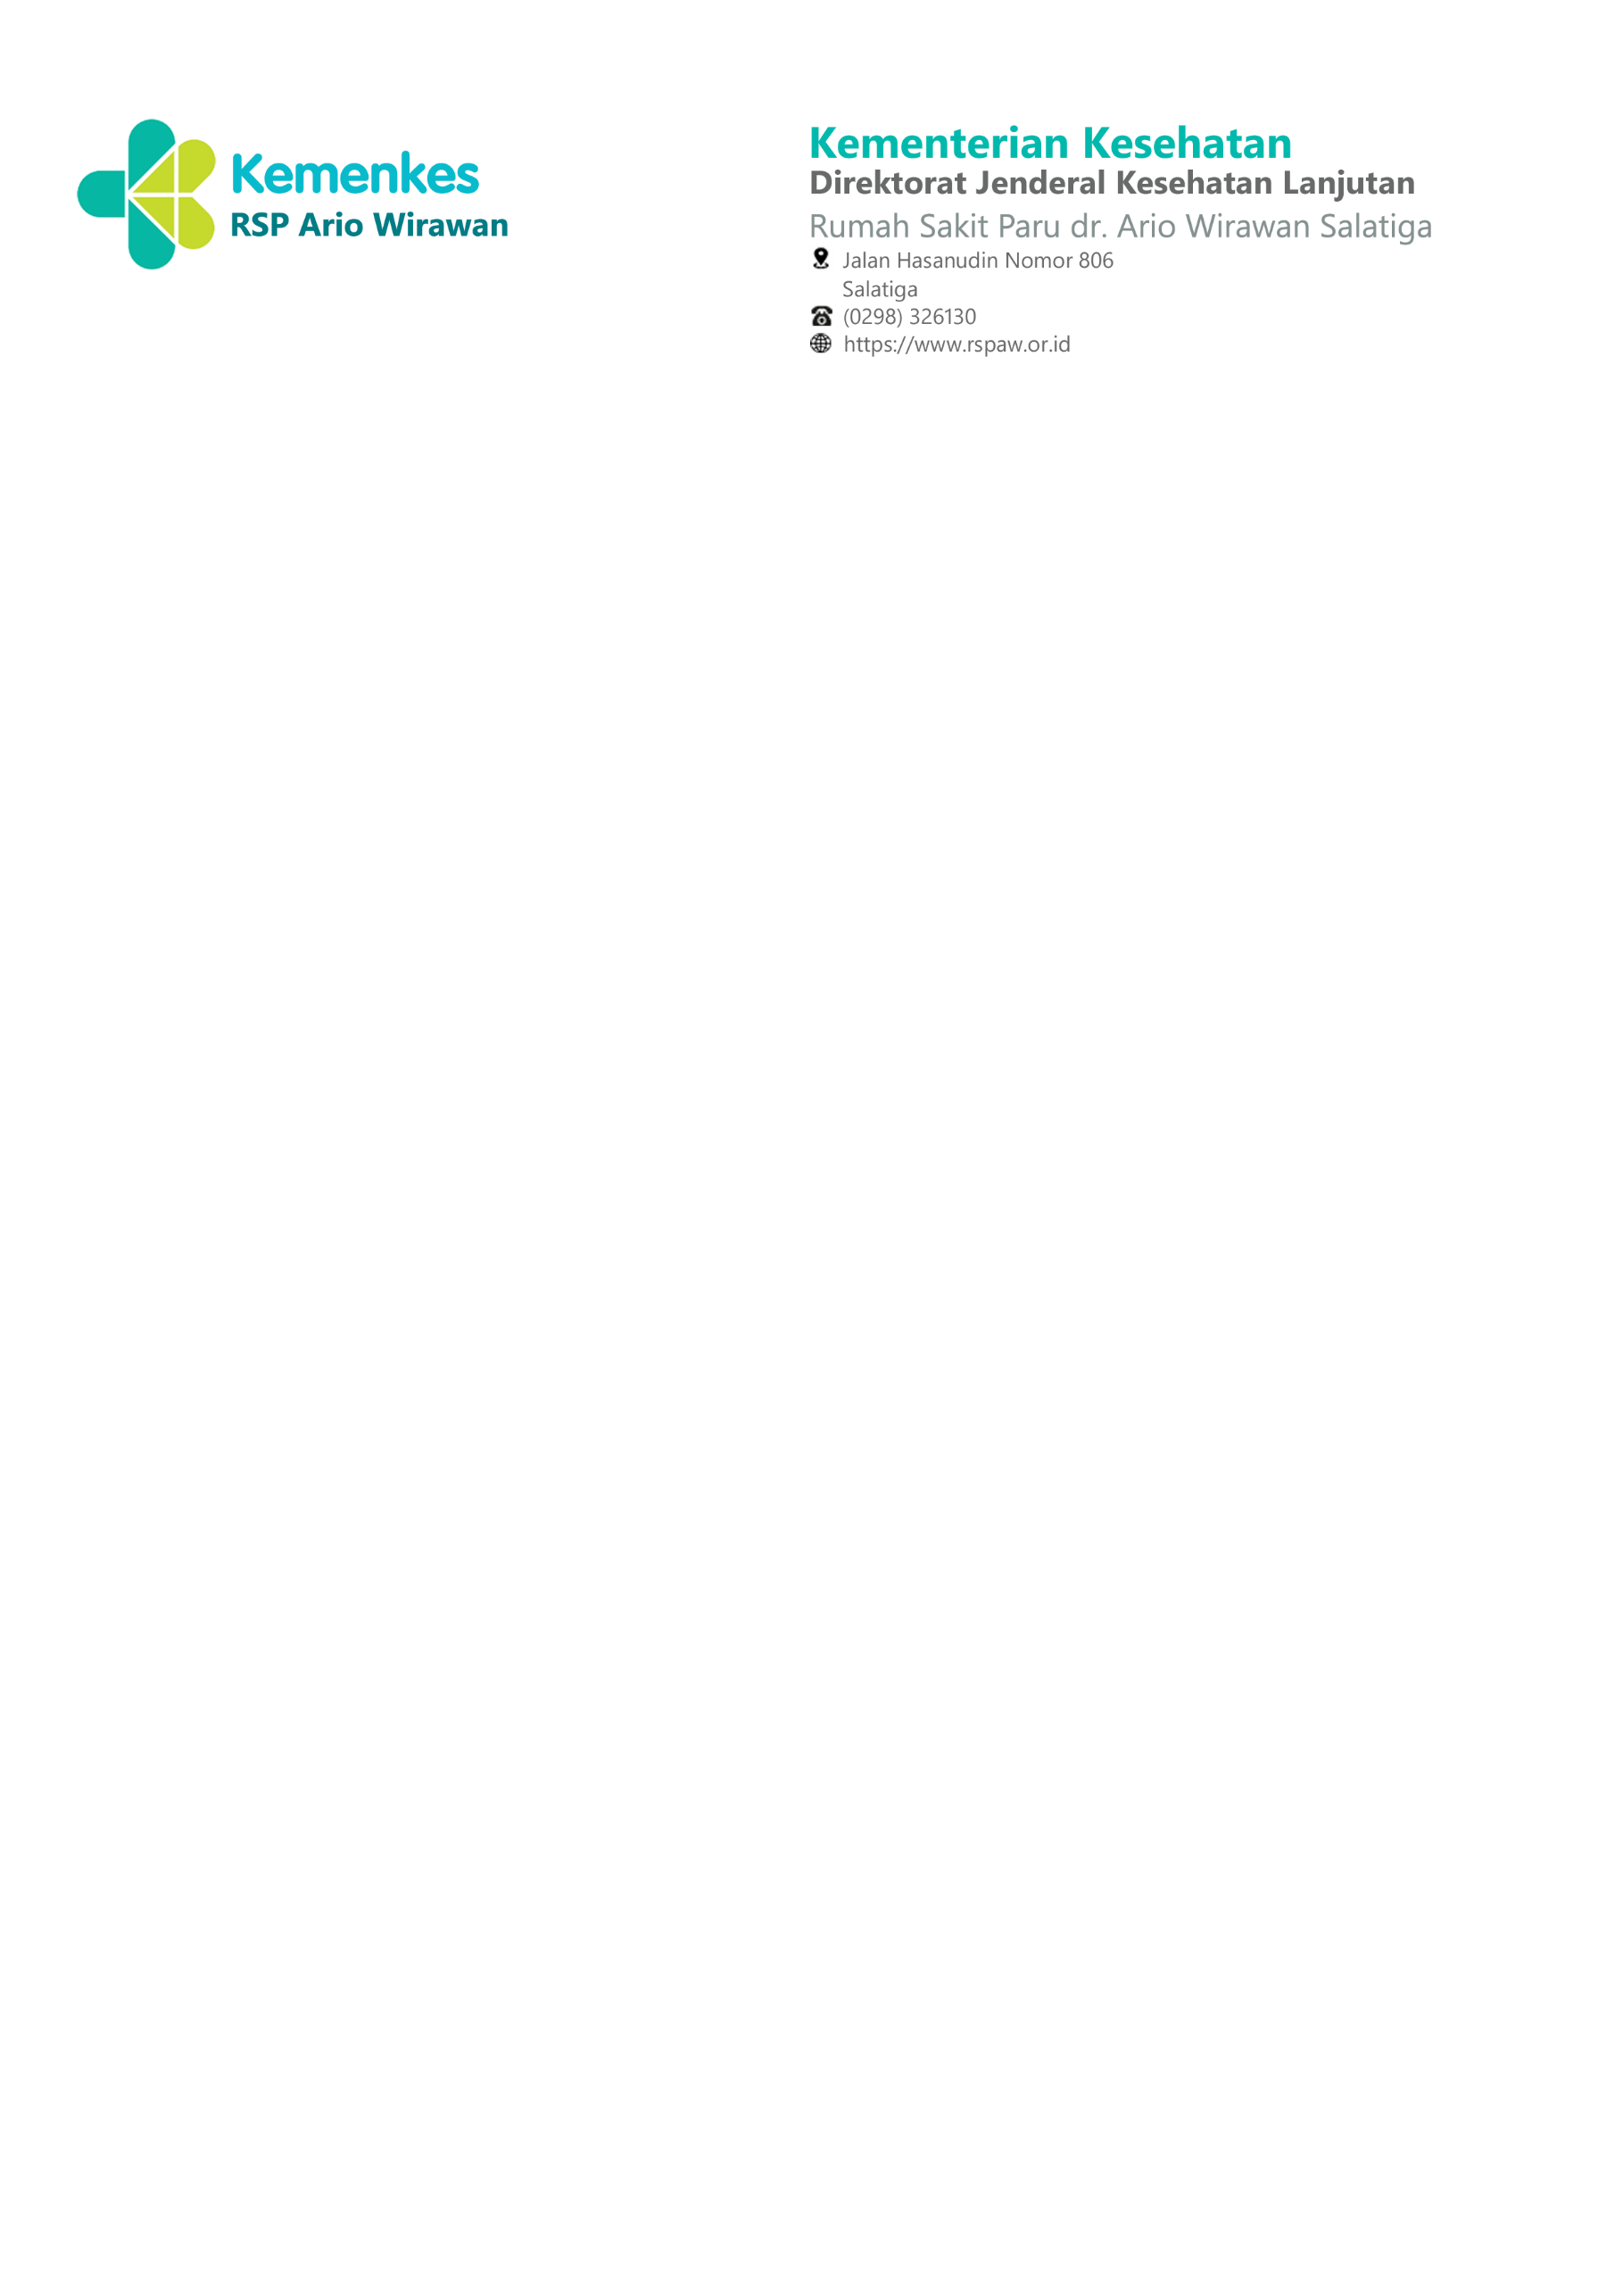 Kemenkes
RSP Ario Wirawan
Kementerian Kesehatan
Direktorat Jenderal Kesehatan Lanjutan
Rumah Sakit Paru dr. Ario Wirawan Salatiga
Jalan Hasanudin Nomor 806
Salatiga
(0298) 326130
https://www.rspaw.or.id